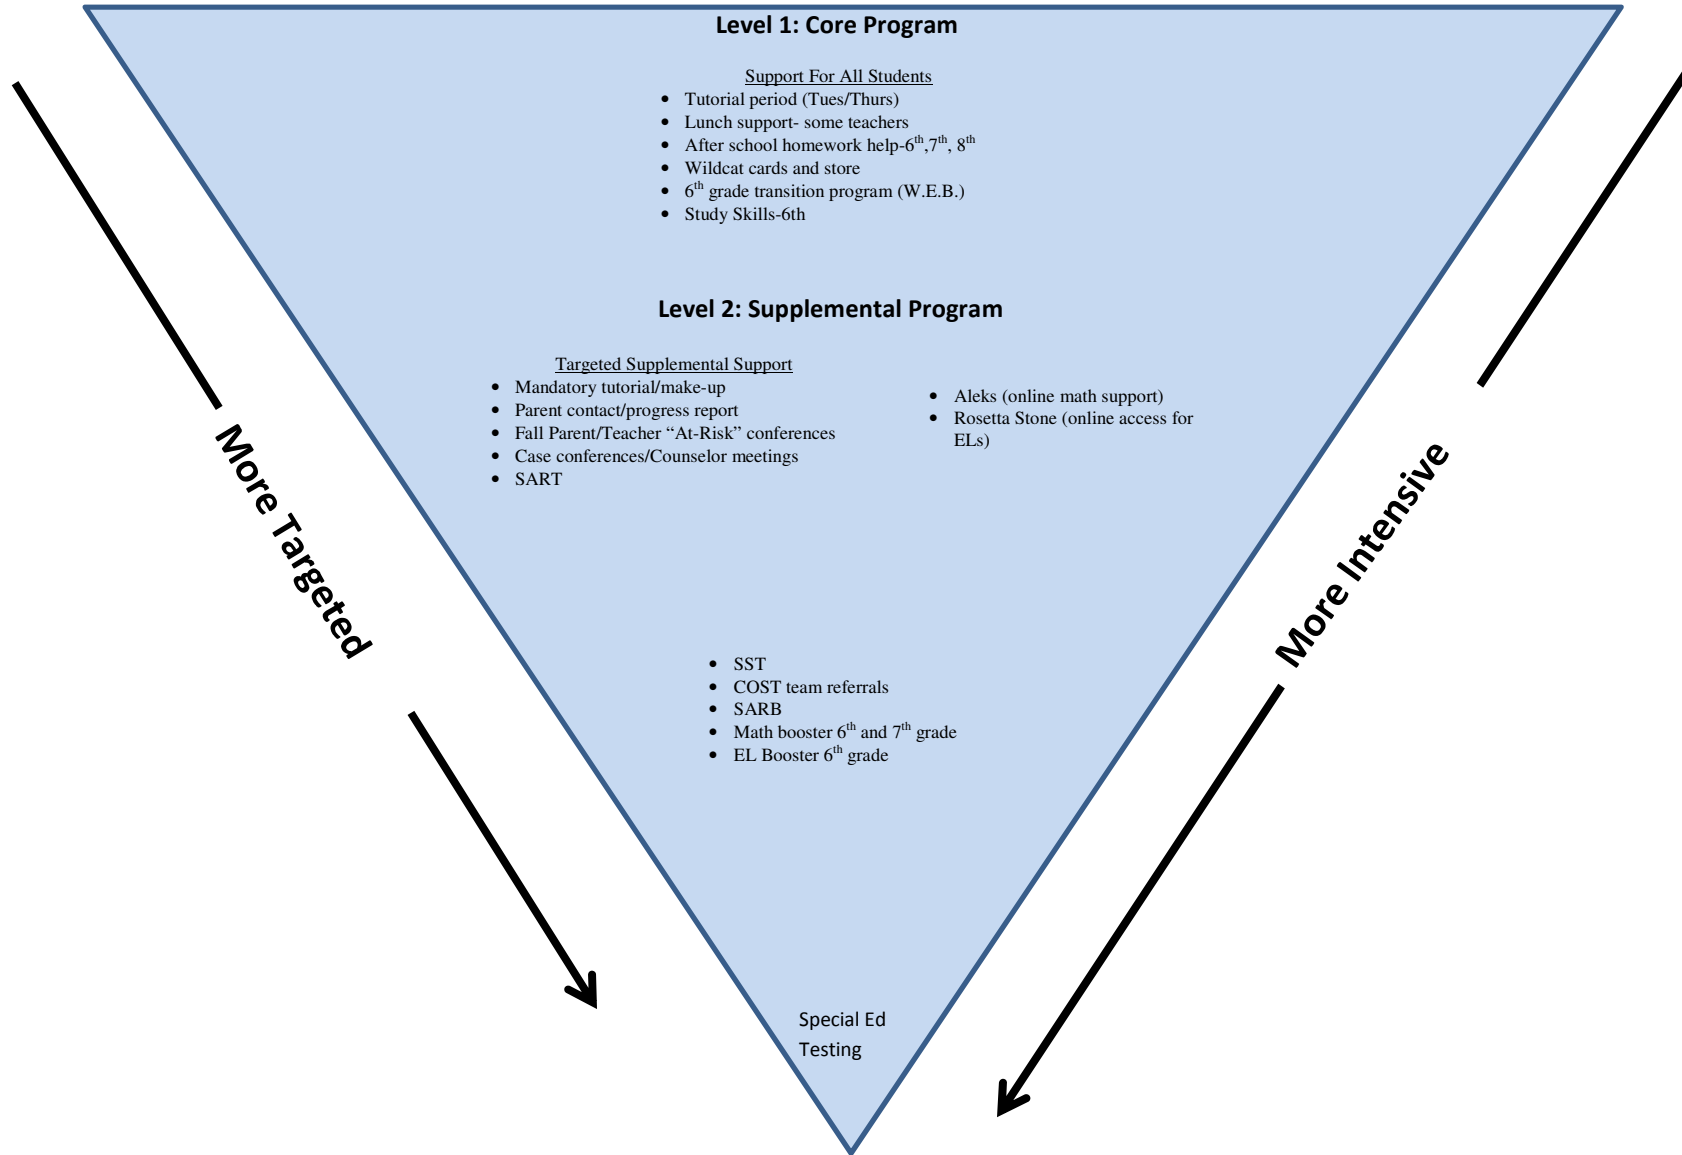 Level 1: Core Program
Support For All Students
• Tutorial period (Tues/Thurs)
• Lunch support- some teachers
• After school homework help-6th,7th, 8th
• Wildcat cards and store
• 6th grade transition program (W.E.B.)
• Study Skills-6th
Level 2: Supplemental Program
Targeted Supplemental Support
• Mandatory tutorial/make-up
• Parent contact/progress report
• Fall Parent/Teacher “At-Risk” conferences
• Case conferences/Counselor meetings
• SART
• Aleks (online math support)
• Rosetta Stone (online access for
ELs)
More Targeted
More Intensive
• SST
• COST team referrals
• SARB
• Math booster 6th and 7th grade
• EL Booster 6th grade
Special Ed
Testing